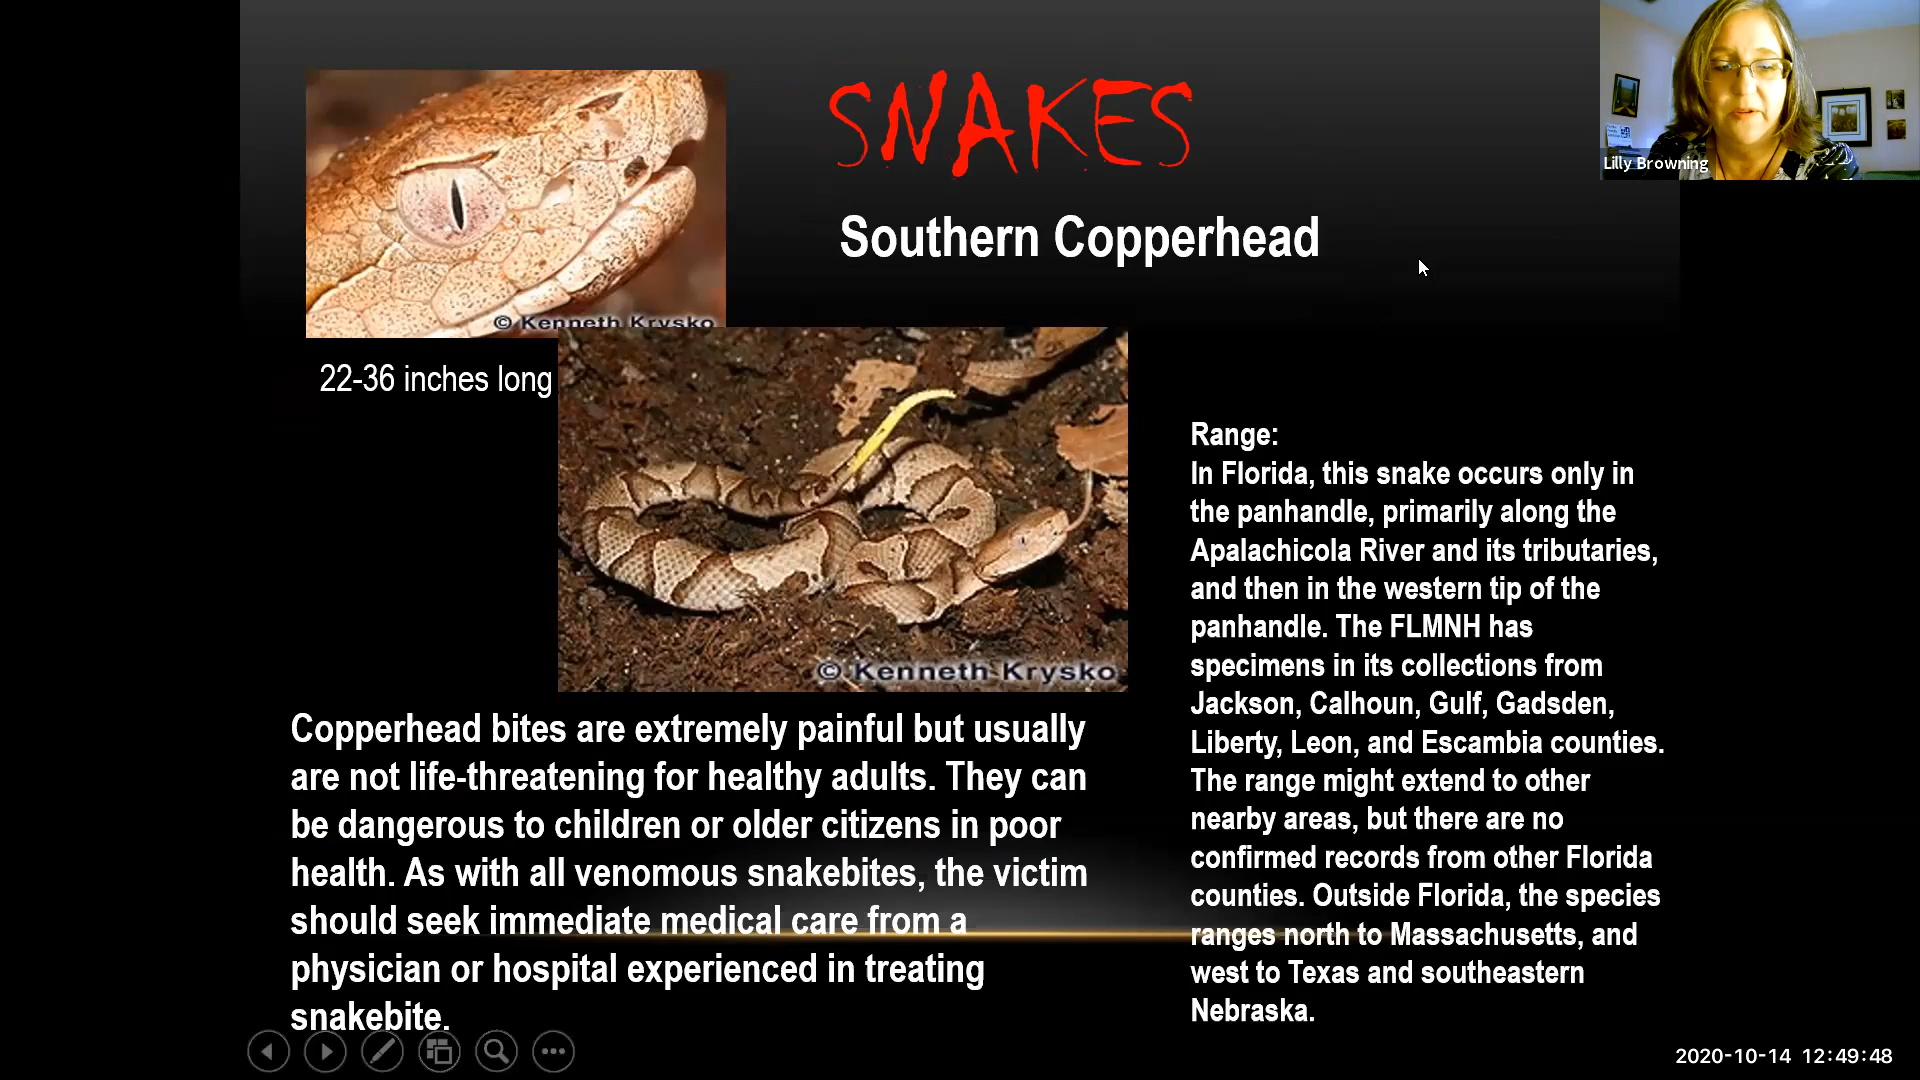 SNAKES
Lilly Browning
Southern Copperhead
© Kenneth Krysko
22-36 inches long
© Kenneth Krysko
Copperhead bites are extremely painful but usually
are not life-threatening for healthy adults. They can
be dangerous to children or older citizens in poor
health. As with all venomous snakebites, the victim
should seek immediate medical care from a
physician or hospital experienced in treating
snakebite.
Range:
In Florida, this snake occurs only in
the panhandle, primarily along the
Apalachicola River and its tributaries,
and then in the western tip of the
panhandle. The FLMNH has
specimens in its collections from
Jackson, Calhoun, Gulf, Gadsden,
Liberty, Leon, and Escambia counties.
The range might extend to other
nearby areas, but there are no
confirmed records from other Florida
counties. Outside Florida, the species
ranges north to Massachusetts, and
west to Texas and southeastern
Nebraska.
2020-10-14 12:49:48